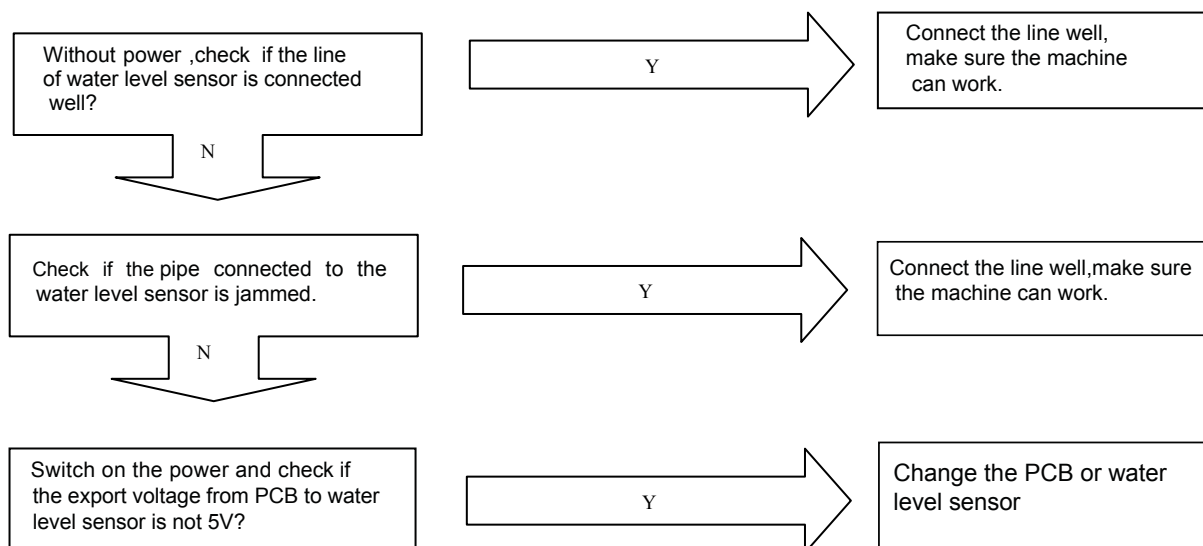 Without power ,check if the line
of water level sensor is connected
well?
Y
Connect the line well,
make sure the machine
can work.
N
Check if the pipe connected to the
water level sensor is jammed.
Y
Connect the line well,make sure
the machine can work.
N
Switch on the power and check if
the export voltage from PCB to water
level sensor is not 5V?
Y
Change the PCB or water
level sensor